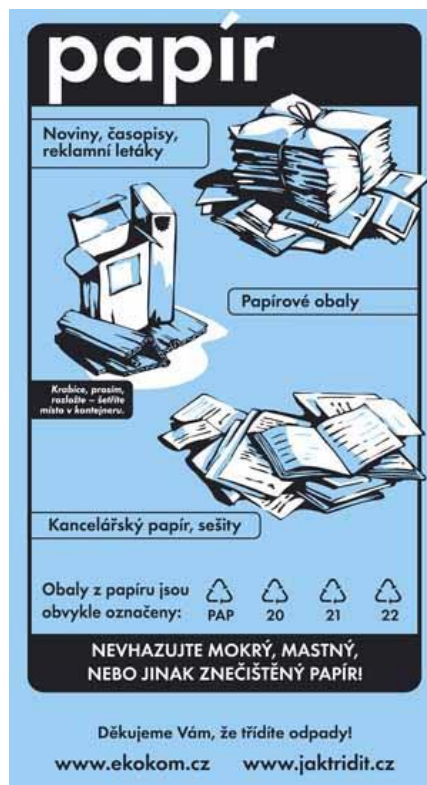 papír
Noviny, časopisy,
reklamní letáky
Papírové obaly
Krabice, prosím,
rozložte – šetříte
místo v kontejneru.
Kancelářský papír, sešity
Obaly z papíru jsou
obvykle označeny:
PAP 20 21 22
NEVHAZUJTE MOKRÝ, MASTNÝ,
NEBO JINAK ZNEČIŠTĚNÝ PAPÍR!
Děkujeme Vám, že třídíte odpady!
www.ekokom.cz www.jaktridit.cz